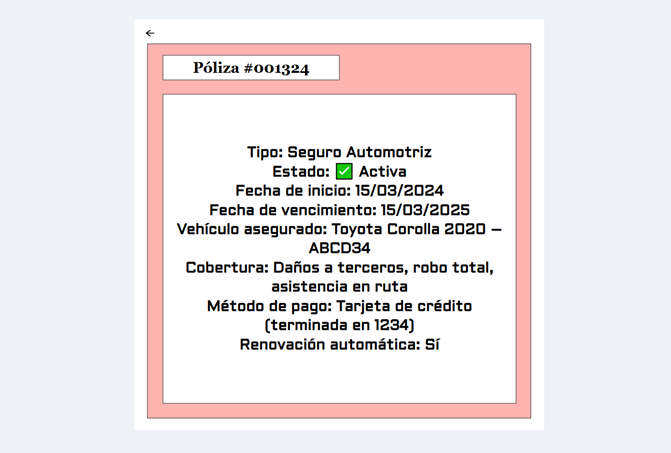 ←
Póliza #001324
Tipo: Seguro Automotriz
Estado: ✅ Activa
Fecha de inicio: 15/03/2024
Fecha de vencimiento: 15/03/2025
Vehículo asegurado: Toyota Corolla 2020 –
ABCD34
Cobertura: Daños a terceros, robo total,
asistencia en ruta
Método de pago: Tarjeta de crédito
(terminada en 1234)
Renovación automática: Sí